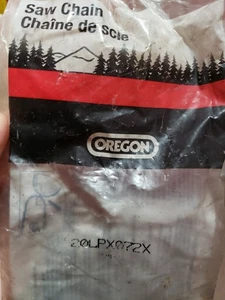 Saw Chain
Chaîne de scie
OREGON
20LPX072X